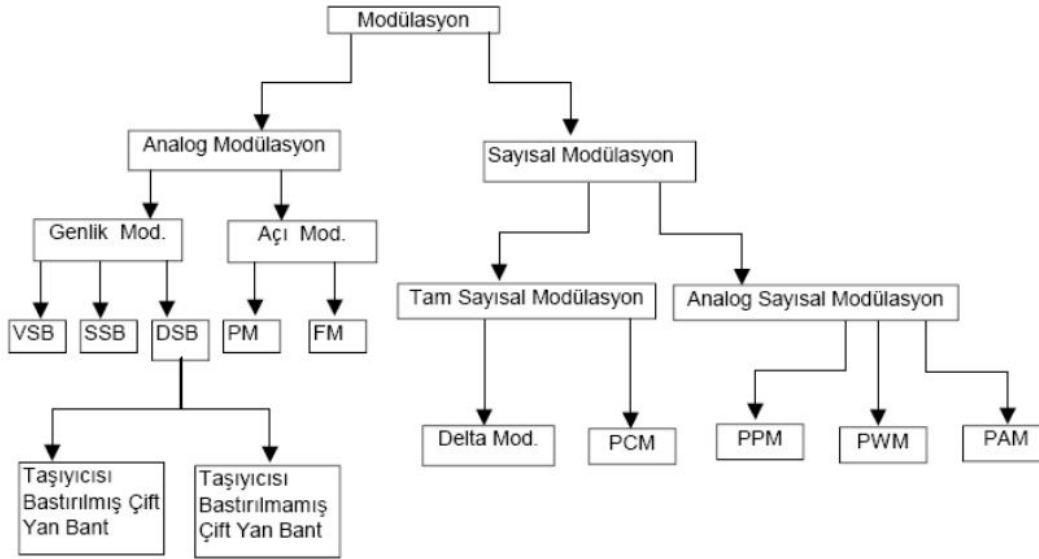 Modülasyon
Analog Modülasyon
Sayısal Modülasyon
Genlik Mod.
Açı Mod.
Tam Sayısal Modülasyon
Analog Sayısal Modülasyon
VSB
SSB
DSB
PM
FM
Delta Mod.
PCM
PPM
PWM
PAM
Taşıyıcısı
Bastırılmış Çift
Yan Bant
Taşıyıcısı
Bastırılmamış
Çift Yan Bant